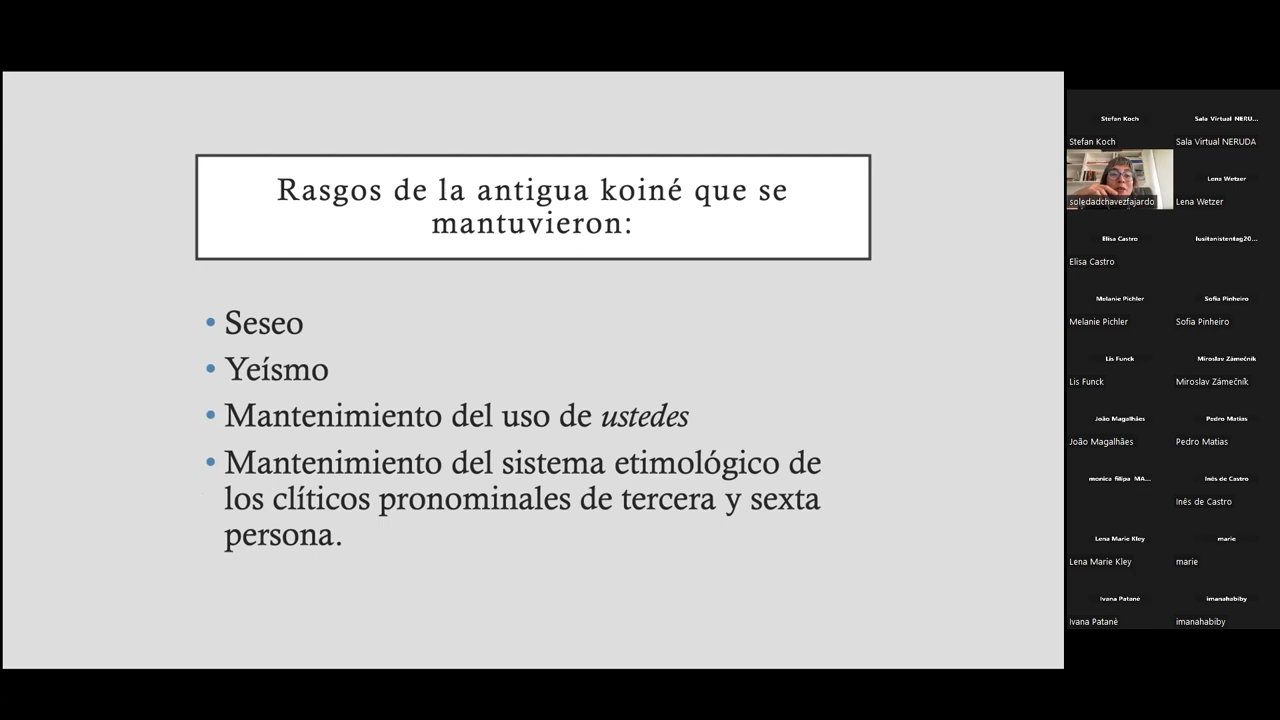 Rasgos de la antigua koiné que se
mantuvieron:
• Seseo
• Yeísmo
• Mantenimiento del uso de ustedes
• Mantenimiento del sistema etimológico de
los clíticos pronominales de tercera y sexta
persona.
Stefan Koch
Stefan Koch
Sala Virtual NERU...
Sala Virtual NERUDA
soledadchavezfajardo
Lena Wetzer
Lena Wetzer
Elisa Castro
Elisa Castro
lusitanistentag20...
Melanie Pichler
Melanie Pichler
Sofia Pinheiro
Sofia Pinheiro
Lis Funck
Lis Funck
Miroslav Zámečník
Miroslav Zámečník
João Magalhães
João Magalhães
Pedro Matias
Pedro Matias
monica filipa MA...
Inês de Castro
Inês de Castro
Lena Marie Kley
Lena Marie Kley
marie
marie
Ivana Patanè
Ivana Patanè
imanahabiby
imanahabiby